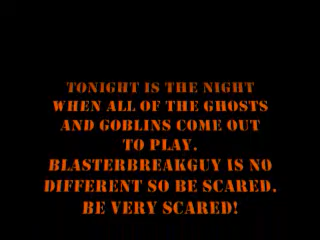 TONIGHT IS THE NIGHT
WHEN ALL OF THE GHOSTS
AND GOBLINS COME OUT
TO PLAY.
BLASTERBREAKGUY IS NO
DIFFERENT SO BE SCARED.
BE VERY SCARED!